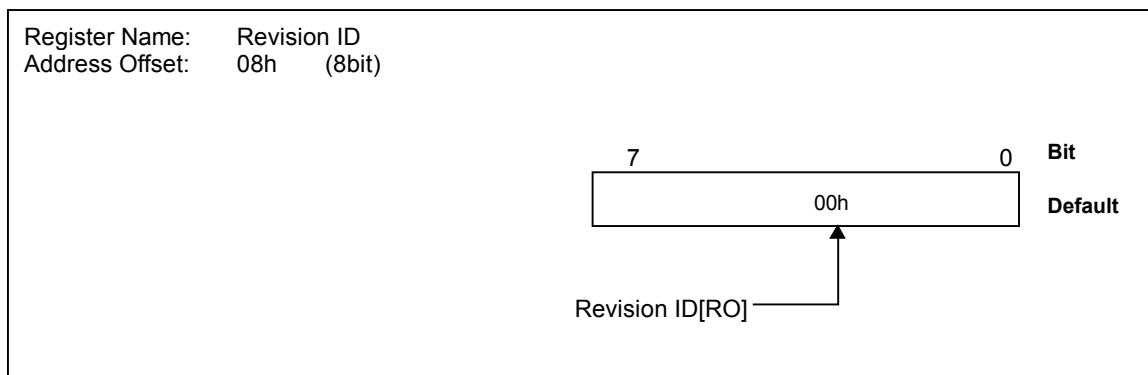 Register Name: Revision ID
Address Offset: 08h (8bit)
7 0 Bit
00h Default
Revision ID[RO]